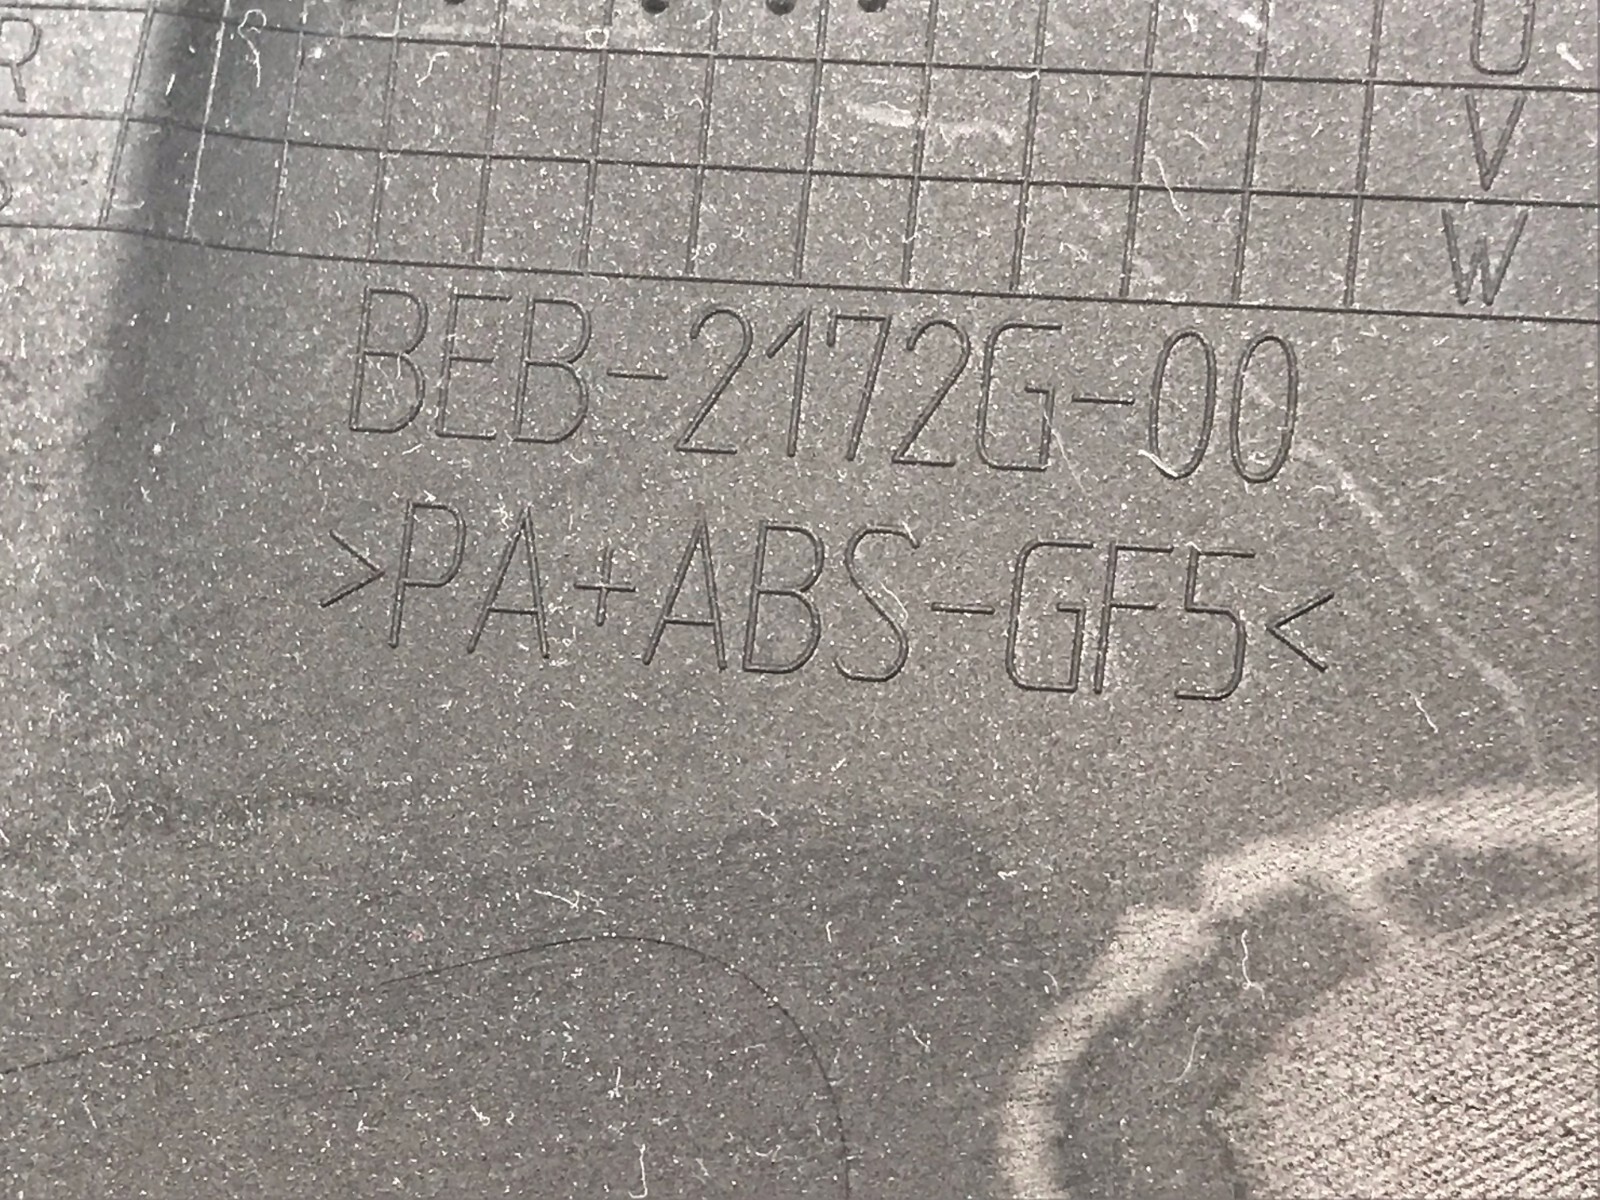 R
S
U
V
W
BEB-2172G-00
>PA+ABS-GF5<